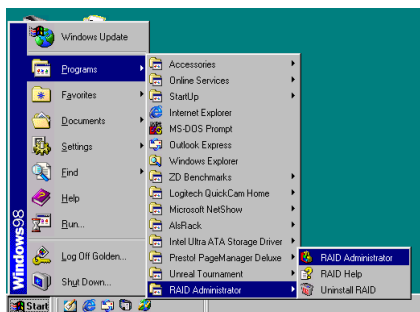 Windows Update
Programs
Favorites
Documents
Settings
Find
Help
Run...
Log Off Golden...
Shut Down...
Windows98
Accessories
Online Services
StartUp
Internet Explorer
MS-DOS Prompt
Outlook Express
Windows Explorer
ZD Benchmarks
Logitech QuickCam Home
Microsoft NetShow
AlsRack
Intel Ultra ATA Storage Driver
Prestol PageManager Deluxe
Unreal Tournament
RAID Administrator
RAID Administrator
RAID Help
Uninstall RAID
Start